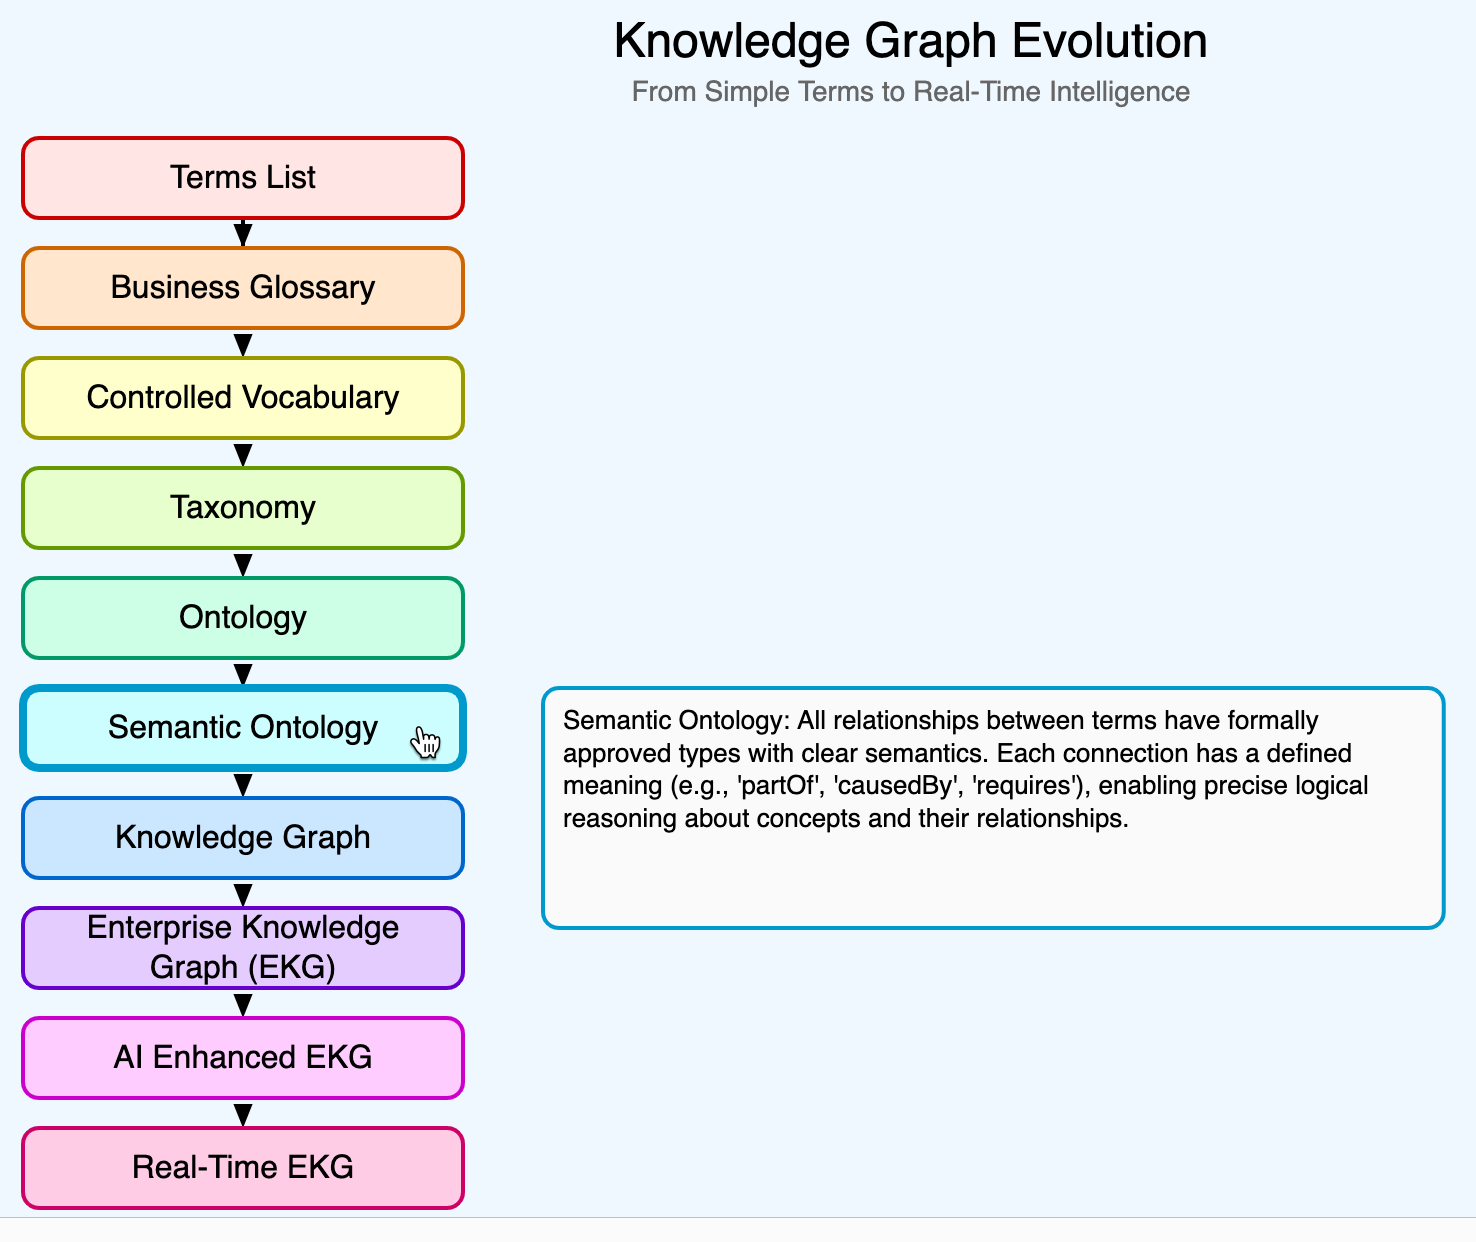 Knowledge Graph Evolution
From Simple Terms to Real-Time Intelligence
Terms List
Business Glossary
Controlled Vocabulary
Taxonomy
Ontology
Semantic Ontology
Semantic Ontology: All relationships between terms have formally
approved types with clear semantics. Each connection has a defined
meaning (e.g., 'partOf', 'causedBy', 'requires'), enabling precise logical
reasoning about concepts and their relationships.
Knowledge Graph
Enterprise Knowledge
Graph (EKG)
AI Enhanced EKG
Real-Time EKG